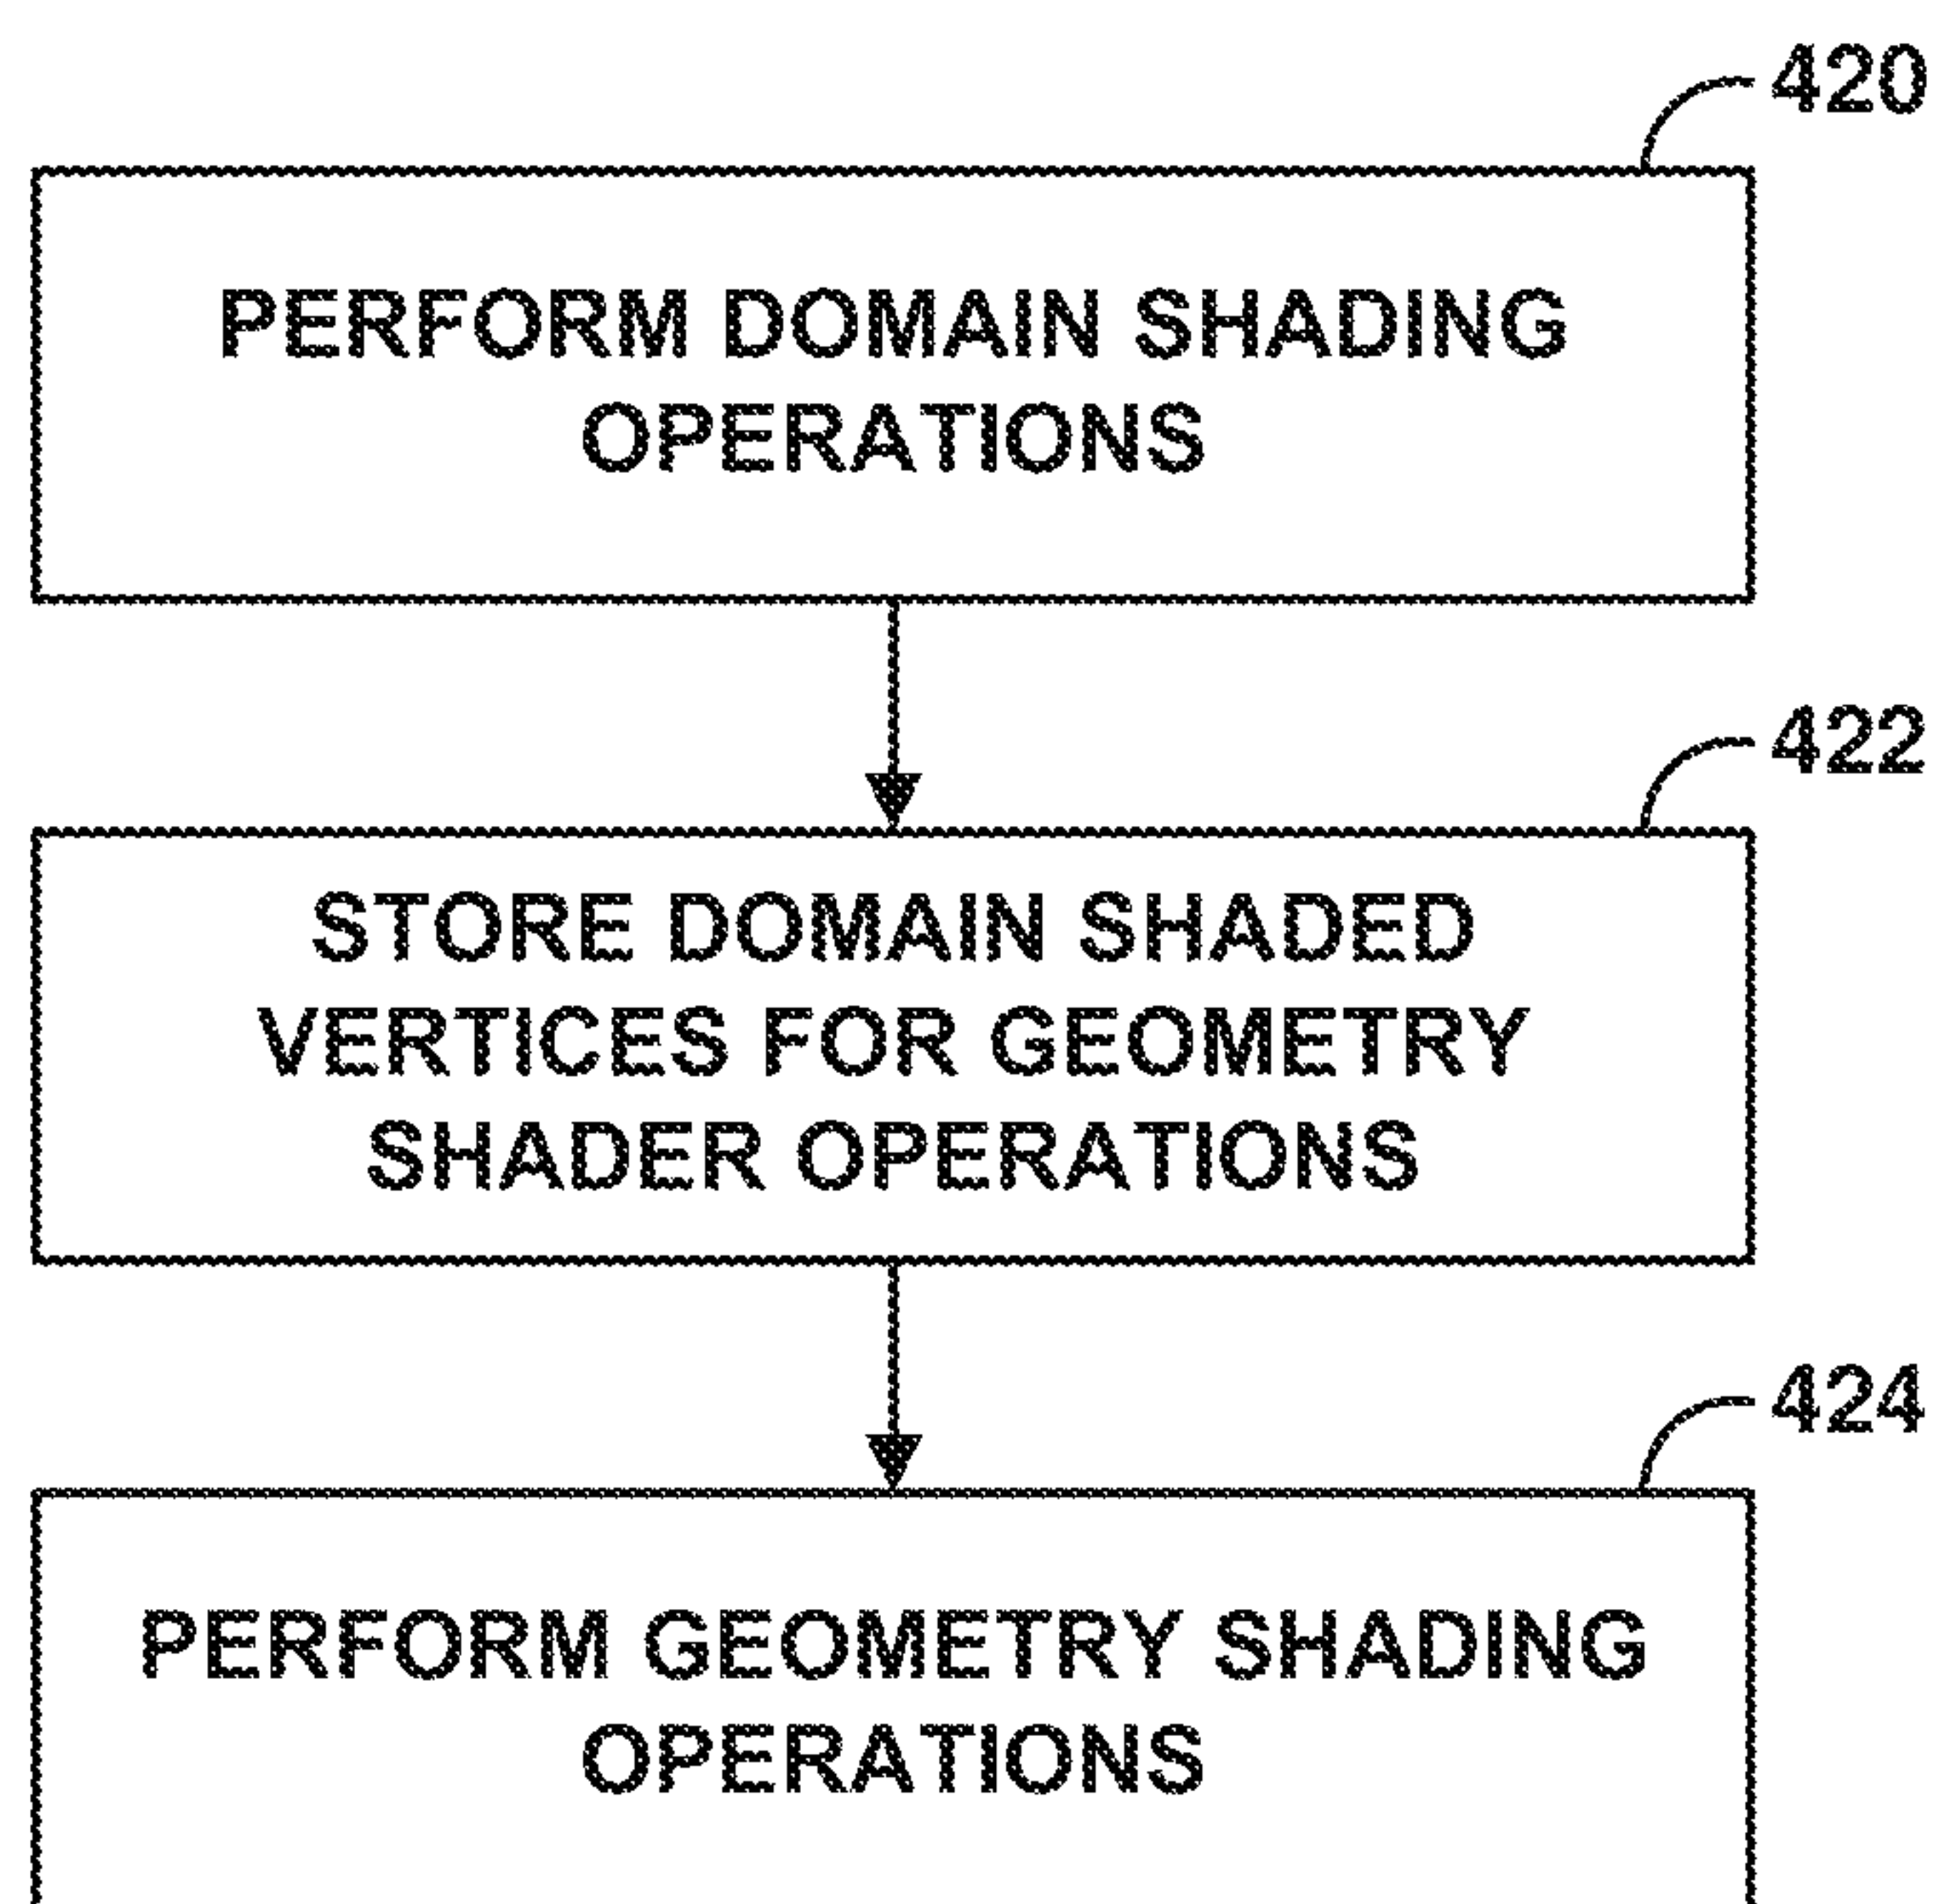 420
PERFORM DOMAIN SHADING
OPERATIONS
422
STORE DOMAIN SHADED
VERTICES FOR GEOMETRY
SHADER OPERATIONS
424
PERFORM GEOMETRY SHADING
OPERATIONS